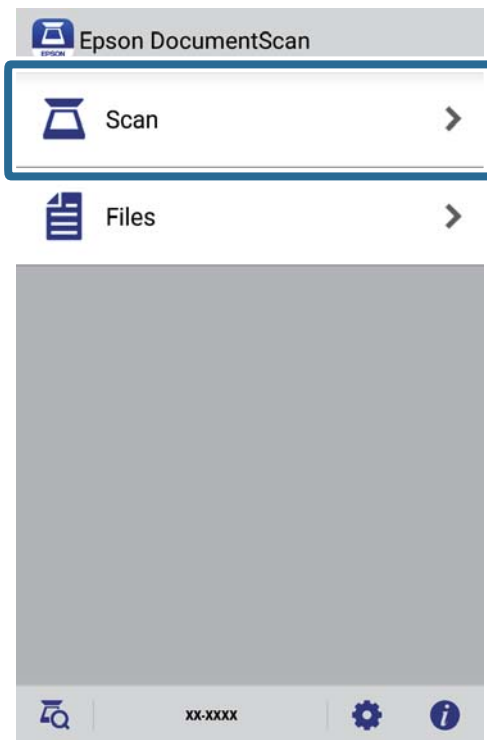 EPSON
Epson DocumentScan
Scan
Files
XX-XXXX
i